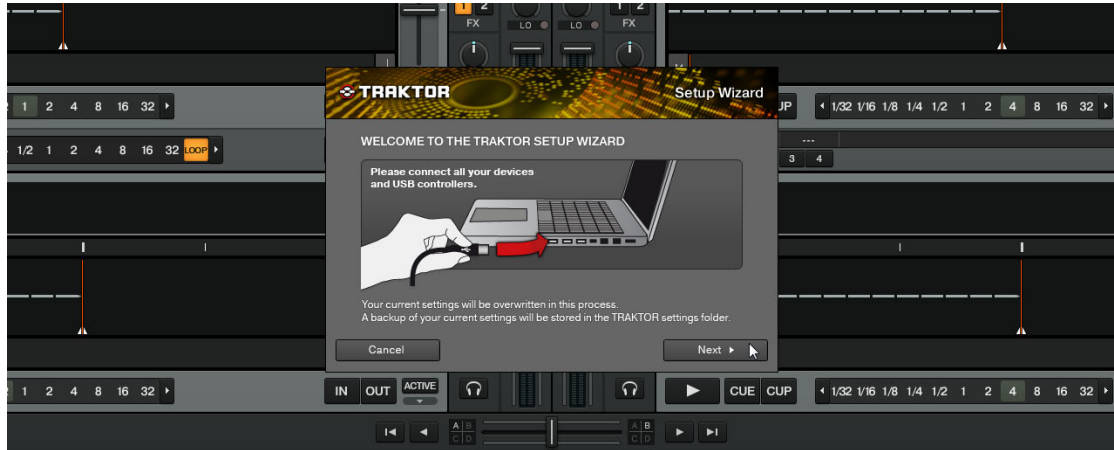 1 2
FX
LO
LO
1 2
FX
TRAKTOR
Setup Wizard
1 2 4 8 16 32
UP
1/32 1/16 1/8 1/4 1/2 1 2 4 8 16 32
WELCOME TO THE TRAKTOR SETUP WIZARD
1/2 1 2 4 8 16 32 LOOP
---
3 4
Please connect all your devices
and USB controllers.
Your current settings will be overwritten in this process.
A backup of your current settings will be stored in the TRAKTOR settings folder.
Cancel
Next
1 2 4 8 16 32
IN OUT ACTIVE
CUE CUP
1/32 1/16 1/8 1/4 1/2 1 2 4 8 16 32
A B
C D
A B
C D